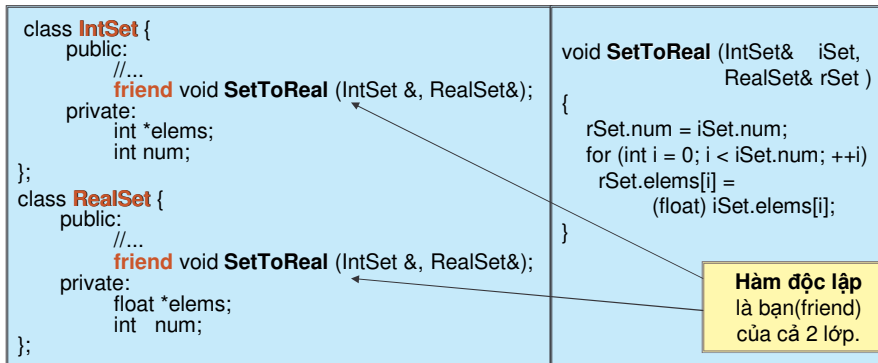 class IntSet {
public:
//...
friend void SetToReal (IntSet &, RealSet&);
private:
int *elems;
int num;
};
class RealSet {
public:
//...
friend void SetToReal (IntSet &, RealSet&);
private:
float *elems;
int num;
};
void SetToReal (IntSet& iSet,
RealSet& rSet )
{
rSet.num = iSet.num;
for (int i = 0; i < iSet.num; ++i)
rSet.elems[i] =
(float) iSet.elems[i];
}
Hàm độc lập
là bạn(friend)
của cả 2 lớp.